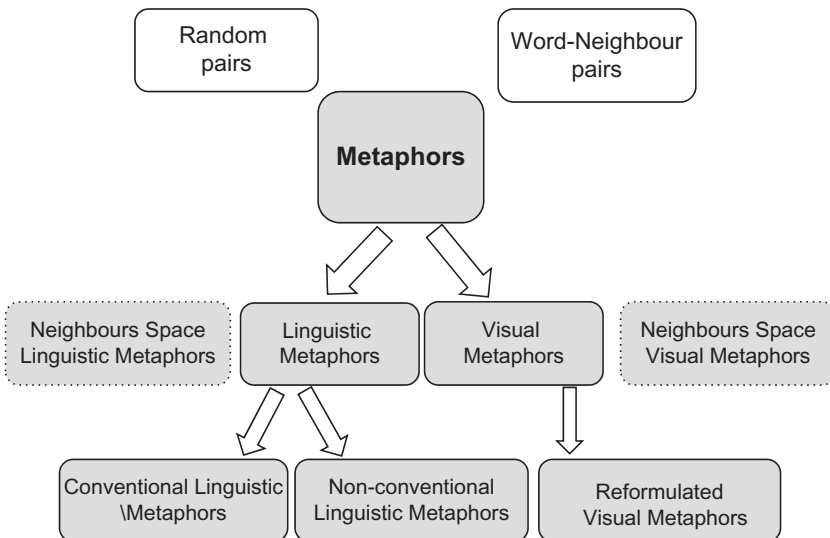 Random
pairs
Word-Neighbour
pairs
Metaphors
Neighbours Space
Linguistic Metaphors
Linguistic
Metaphors
Visual
Metaphors
Neighbours Space
Visual Metaphors
Conventional Linguistic
\Metaphors
Non-conventional
Linguistic Metaphors
Reformulated
Visual Metaphors